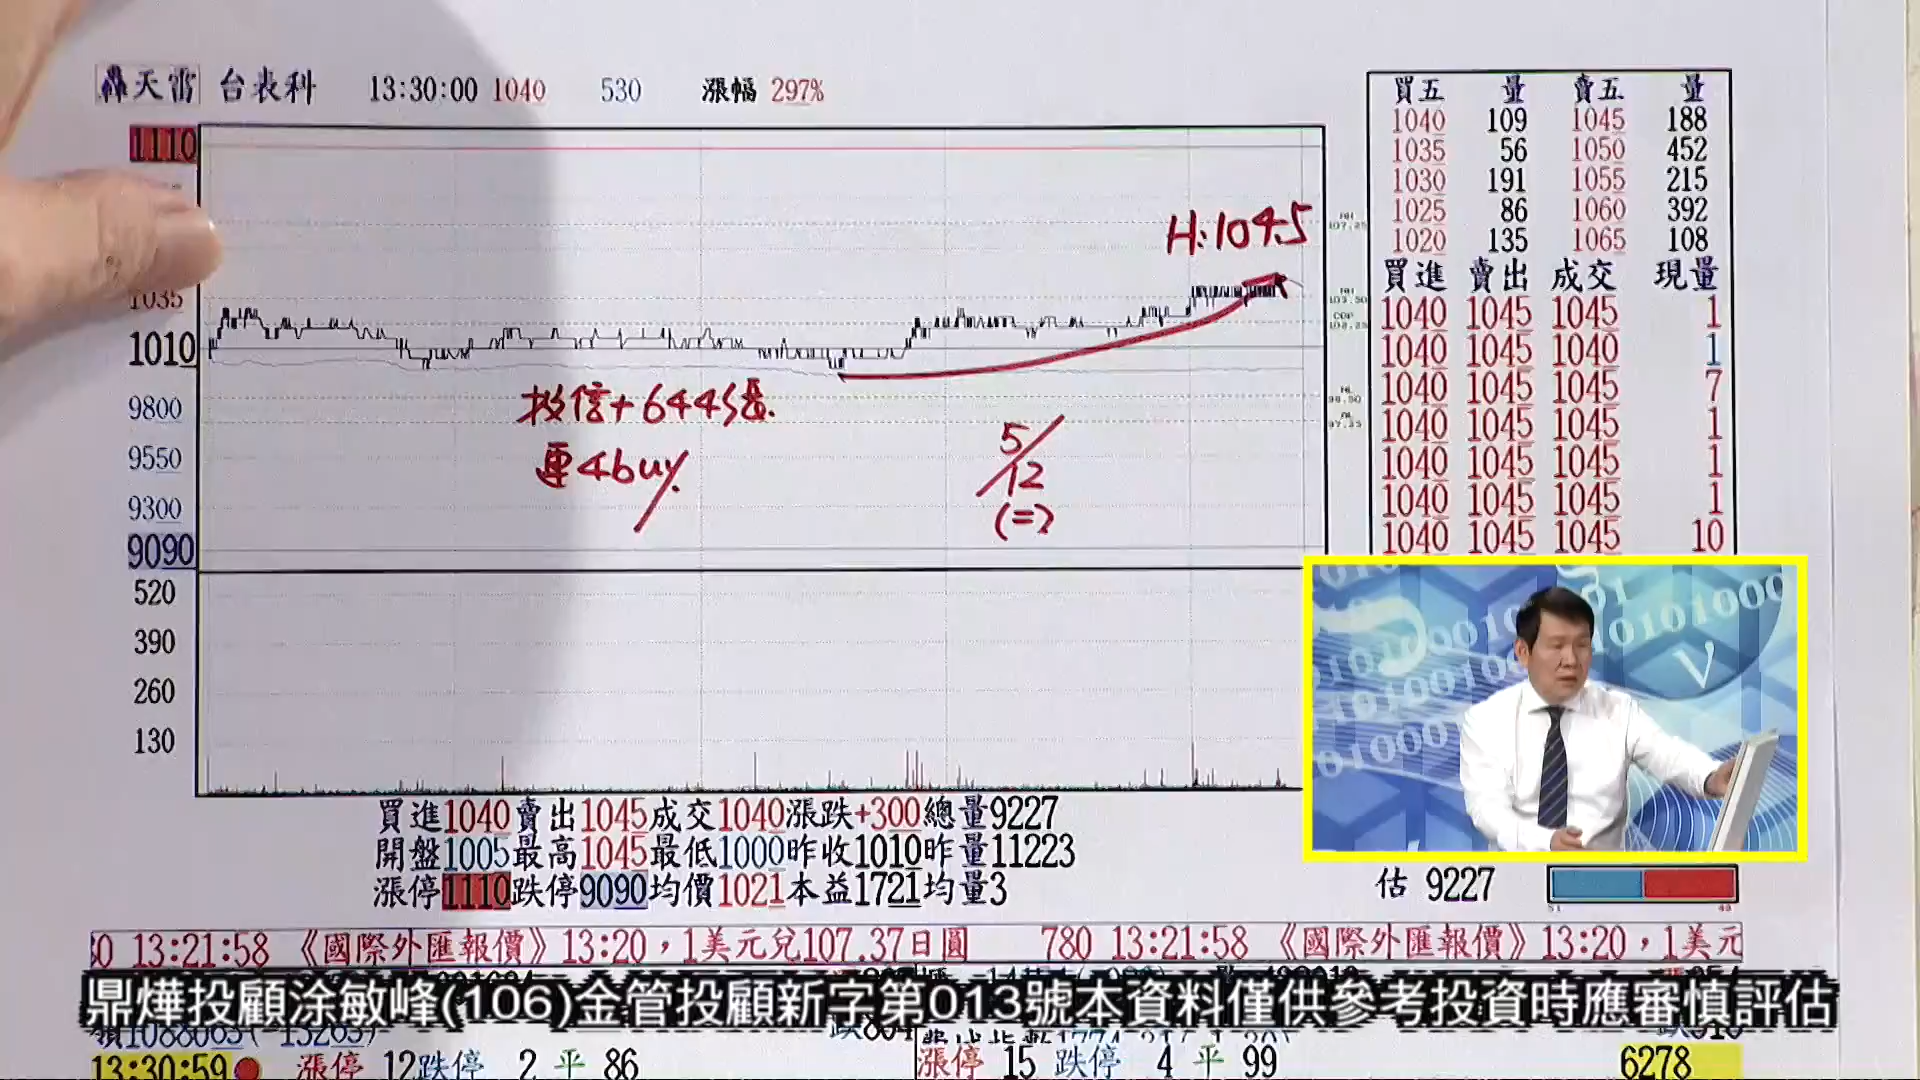 轟天雷 台表科 13:30:00 1040 530 漲幅 297%
1110
1035
1010
9800
9550
9300
9090
520
390
260
130
H:104.5
投信+6445張.
連4buy.
5/12
(二)
買五 量 賣五 量
1040 109 1045 188
1035 56 1050 452
1030 191 1055 215
1025 86 1060 392
1020 135 1065 108
買進 賣出 成交 現量
1040 1045 1045 1
1040 1045 1040 1
1040 1045 1045 7
1040 1045 1045 1
1040 1045 1045 1
1040 1045 1045 1
1040 1045 1045 10
買進1040賣出1045成交1040漲跌+300總量9227
開盤1005最高1045最低1000昨收1010昨量11223
漲停1110跌停9090均價1021本益1721均量3
估 9227
13:21:58 《國際外匯報價》13:20，1美元兌107.37日圓 780 13:21:58 《國際外匯報價》13:20，1美元
鼎燁投顧涂敏峰(106)金管投顧新字第013號本資料僅供參考投資時應審慎評估
13:30:59 漲停 12跌停 2 平 86 漲停 15 跌停 4 平 99 6278